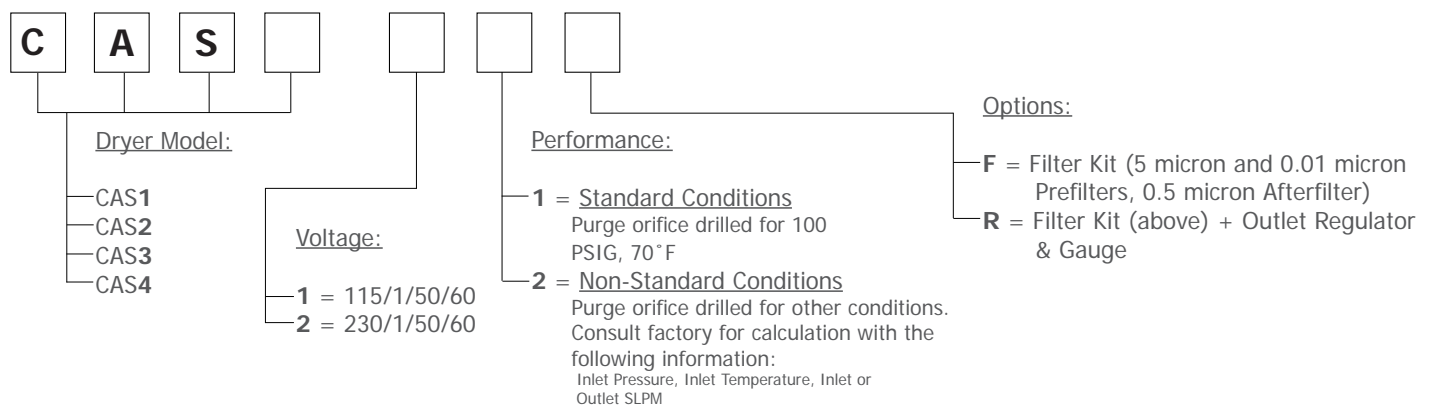 C A S
Dryer Model:
CAS1
CAS2
CAS3
CAS4
Voltage:
1 = 115/1/50/60
2 = 230/1/50/60
Performance:
1 = Standard Conditions
Purge orifice drilled for 100
PSIG, 70˚F
2 = Non-Standard Conditions
Purge orifice drilled for other conditions.
Consult factory for calculation with the
following information:
Inlet Pressure, Inlet Temperature, Inlet or
Outlet SLPM
Options:
F = Filter Kit (5 micron and 0.01 micron
Prefilters, 0.5 micron Afterfilter)
R = Filter Kit (above) + Outlet Regulator
& Gauge